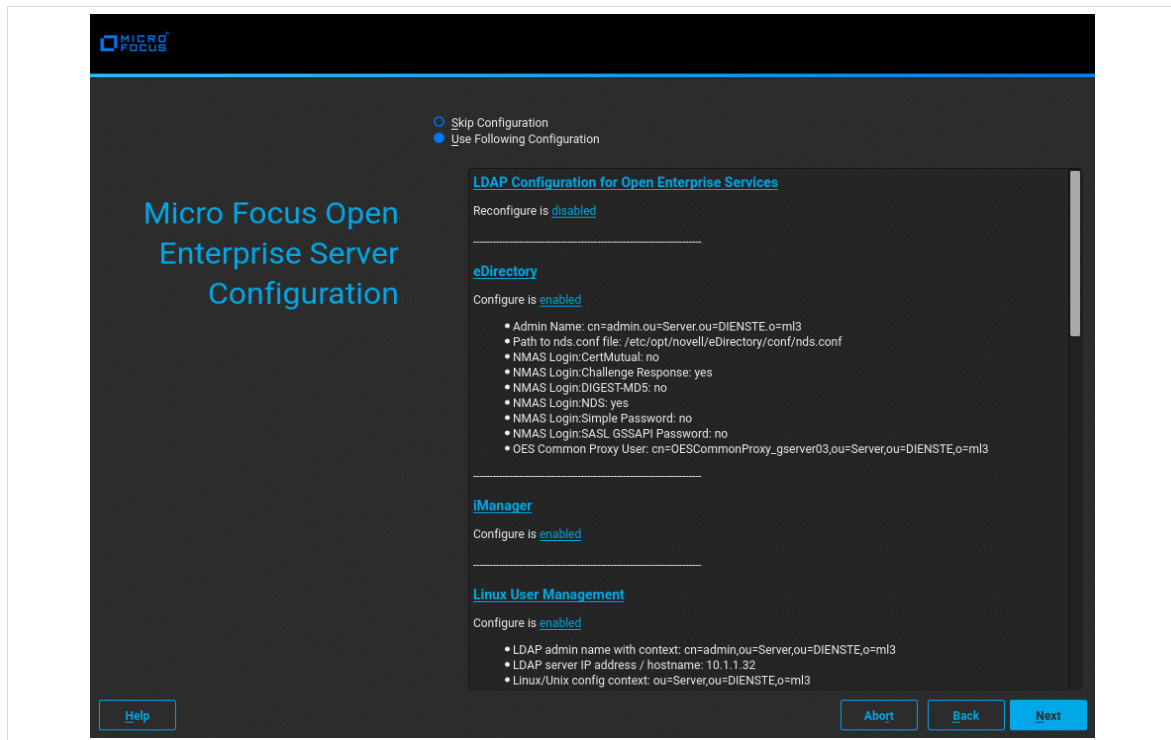 MICRO
FOCUS
Skip Configuration
Use Following Configuration
Micro Focus Open
Enterprise Server
Configuration
LDAP Configuration for Open Enterprise Services
Reconfigure is disabled
----------------------------------------------------------------------
eDirectory
Configure is enabled
• Admin Name: cn=admin.ou=Server.ou=DIENSTE.o=ml3
• Path to nds.conf file: /etc/opt/novell/eDirectory/conf/nds.conf
• NMAS Login:CertMutual: no
• NMAS Login:Challenge Response: yes
• NMAS Login:DIGEST-MD5: no
• NMAS Login:NDS: yes
• NMAS Login:Simple Password: no
• NMAS Login:SASL GSSAPI Password: no
• OES Common Proxy User: cn=OESCommonProxy_gserver03,ou=Server,ou=DIENSTE,o=ml3
----------------------------------------------------------------------
iManager
Configure is enabled
----------------------------------------------------------------------
Linux User Management
Configure is enabled
• LDAP admin name with context: cn=admin,ou=Server,ou=DIENSTE,o=ml3
• LDAP server IP address / hostname: 10.1.1.32
• Linux/Unix config context: ou=Server,ou=DIENSTE,o=ml3
Help
Abort
Back
Next